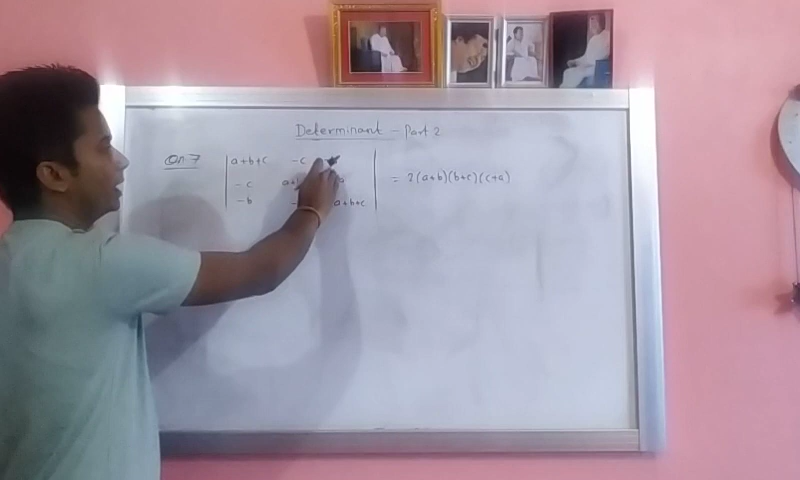 Determinant - Part 2
Qn 7 | a+b+c -c |
-c a+ = 2(a+b)(b+c)(c+a)
-b - a+b+c